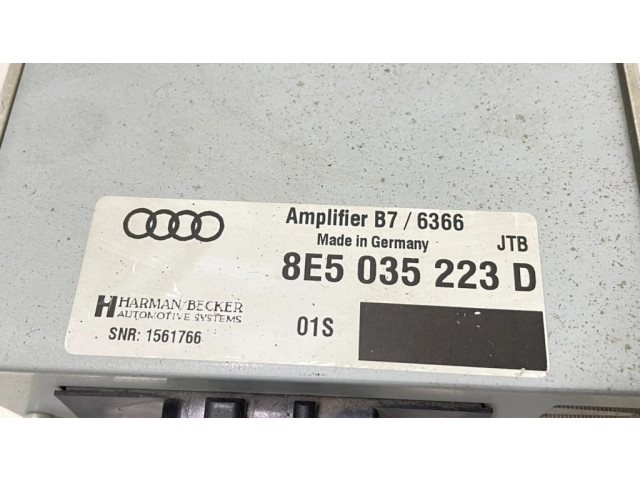 Amplifier B7 / 6366
Made in Germany
JTB
8E5 035 223 D
HARMAN/BECKER
AUTOMOTIVE SYSTEMS
01S
SNR: 1561766